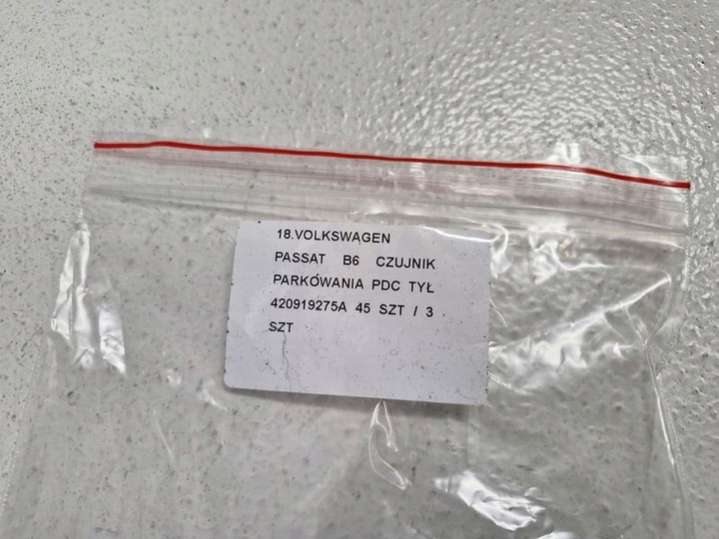 18.VOLKSWAGEN
PASSAT B6 CZUJNIK
PARKOWANIA PDC TYŁ
420919275A 45 SZT / 3
SZT